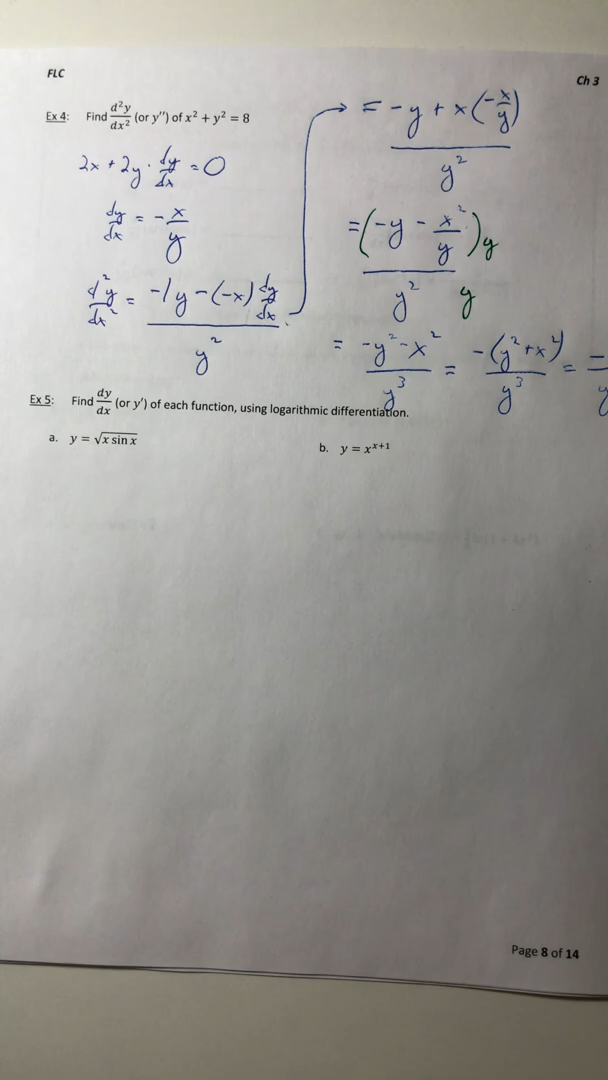 FLC
Ch 3
Ex 4: Find d²y/dx² (or y'') of x² + y² = 8
2x + 2y · dy/dx = 0
dy/dx = -x/y
d²y/dx² = (-1y - (-x) dy/dx)/y²
= (-y + x(-x/y))/y²
= (-y - x²/y)y / y² y
= (-y² - x²)/y³ = -(y² + x²)/y³ =
Ex 5: Find dy/dx (or y') of each function, using logarithmic differentiation.
a. y = √(x sin x)
b. y = x^(x+1)
Page 8 of 14